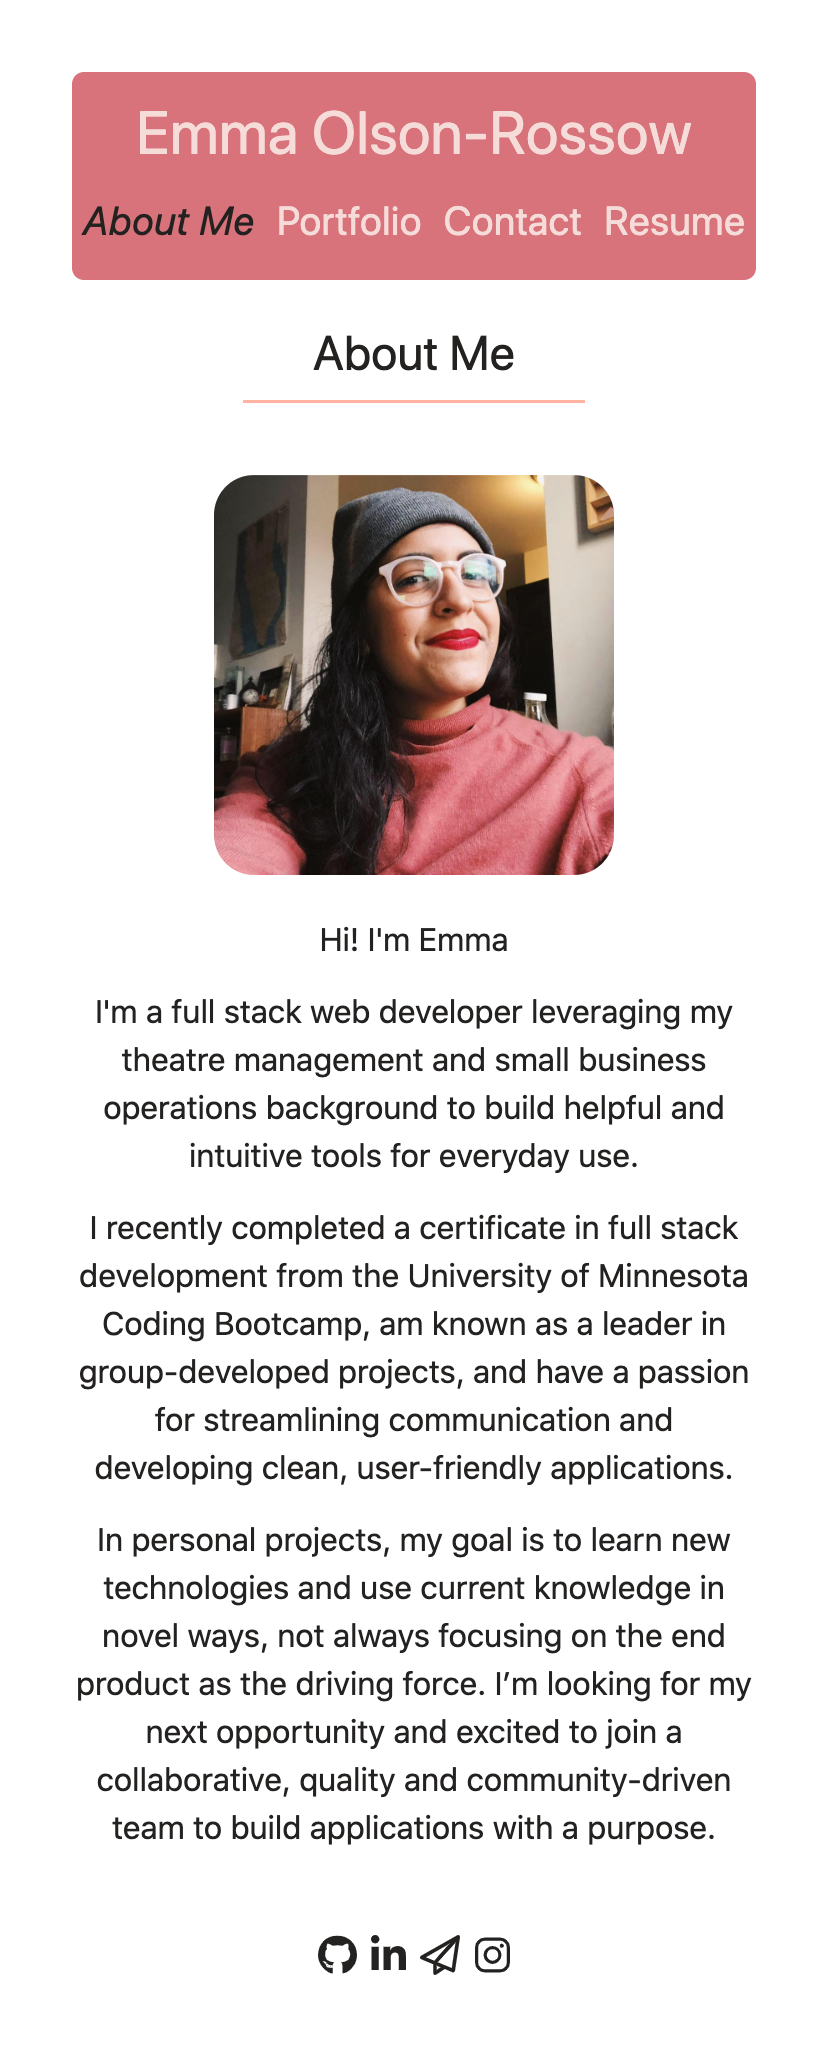 Emma Olson-Rossow
About Me Portfolio Contact Resume
About Me
Hi! I'm Emma
I'm a full stack web developer leveraging my
theatre management and small business
operations background to build helpful and
intuitive tools for everyday use.
I recently completed a certificate in full stack
development from the University of Minnesota
Coding Bootcamp, am known as a leader in
group-developed projects, and have a passion
for streamlining communication and
developing clean, user-friendly applications.
In personal projects, my goal is to learn new
technologies and use current knowledge in
novel ways, not always focusing on the end
product as the driving force. I’m looking for my
next opportunity and excited to join a
collaborative, quality and community-driven
team to build applications with a purpose.
in